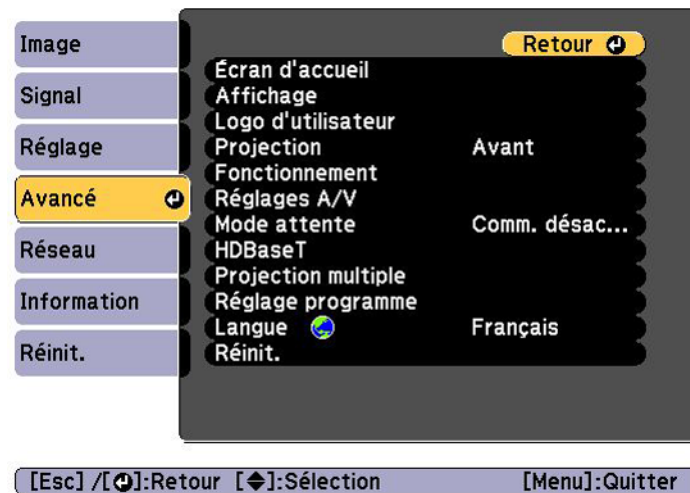 Image
Signal
Réglage
Avancé
Réseau
Information
Réinit.
Retour
Écran d'accueil
Affichage
Logo d'utilisateur
Projection Avant
Fonctionnement
Réglages A/V
Mode attente Comm. désac...
HDBaseT
Projection multiple
Réglage programme
Langue Français
Réinit.
[Esc] /[⏎]:Retour [◆]:Sélection [Menu]:Quitter